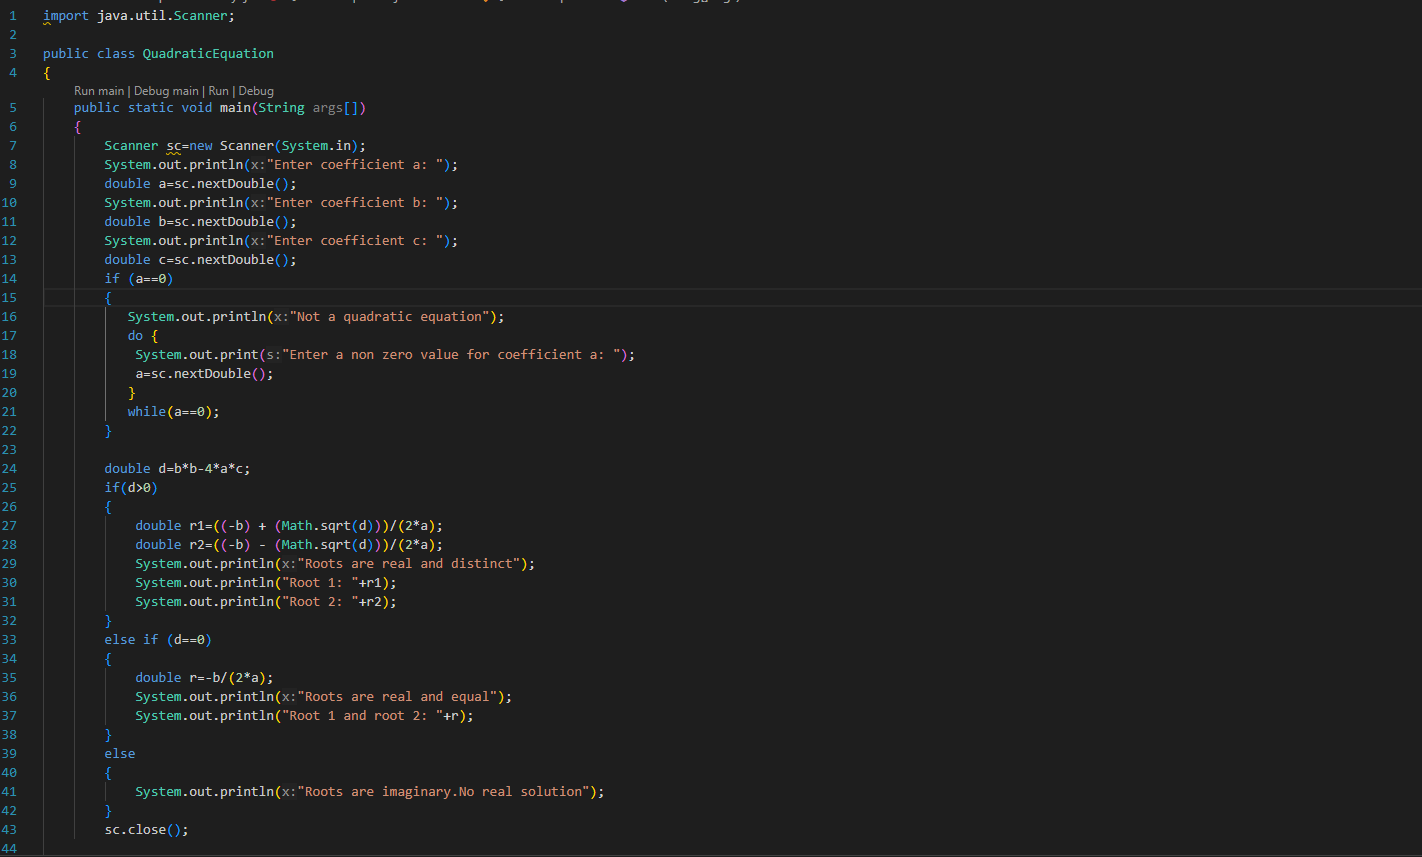 1 import java.util.Scanner;
2
3 public class QuadraticEquation
4 {
Run main | Debug main | Run | Debug
5 public static void main(String args[])
6 {
7 Scanner sc=new Scanner(System.in);
8 System.out.println(x:"Enter coefficient a: ");
9 double a=sc.nextDouble();
10 System.out.println(x:"Enter coefficient b: ");
11 double b=sc.nextDouble();
12 System.out.println(x:"Enter coefficient c: ");
13 double c=sc.nextDouble();
14 if (a==0)
15 {
16 System.out.println(x:"Not a quadratic equation");
17 do {
18 System.out.print(s:"Enter a non zero value for coefficient a: ");
19 a=sc.nextDouble();
20 }
21 while(a==0);
22 }
23
24 double d=b*b-4*a*c;
25 if(d>0)
26 {
27 double r1=((-b) + (Math.sqrt(d)))/(2*a);
28 double r2=((-b) - (Math.sqrt(d)))/(2*a);
29 System.out.println(x:"Roots are real and distinct");
30 System.out.println("Root 1: "+r1);
31 System.out.println("Root 2: "+r2);
32 }
33 else if (d==0)
34 {
35 double r=-b/(2*a);
36 System.out.println(x:"Roots are real and equal");
37 System.out.println("Root 1 and root 2: "+r);
38 }
39 else
40 {
41 System.out.println(x:"Roots are imaginary.No real solution");
42 }
43 sc.close();
44